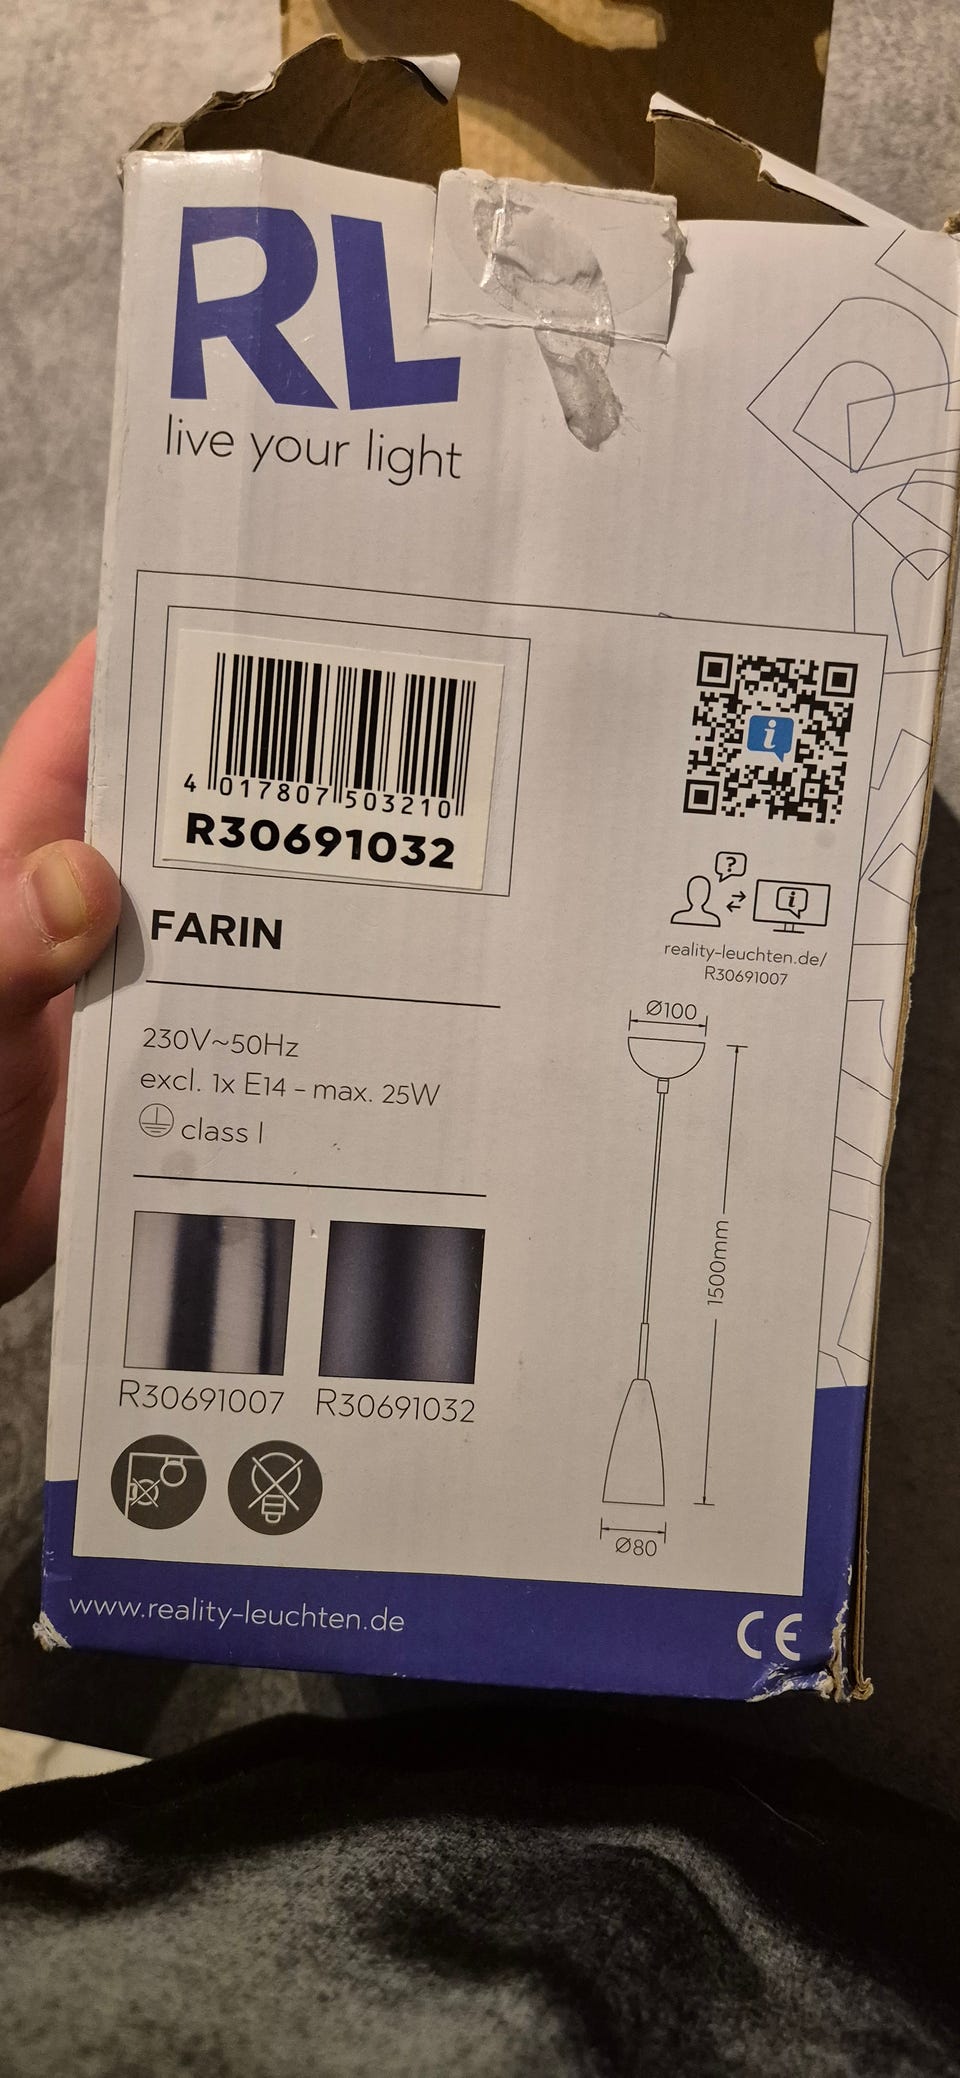 RL
live your light
4 017807 503210
R30691032
FARIN
230V~50Hz
excl. 1x E14 - max. 25W
class I
R30691007 R30691032
?
i
i
reality-leuchten.de/
R30691007
Ø100
1500mm
Ø80
www.reality-leuchten.de
CE